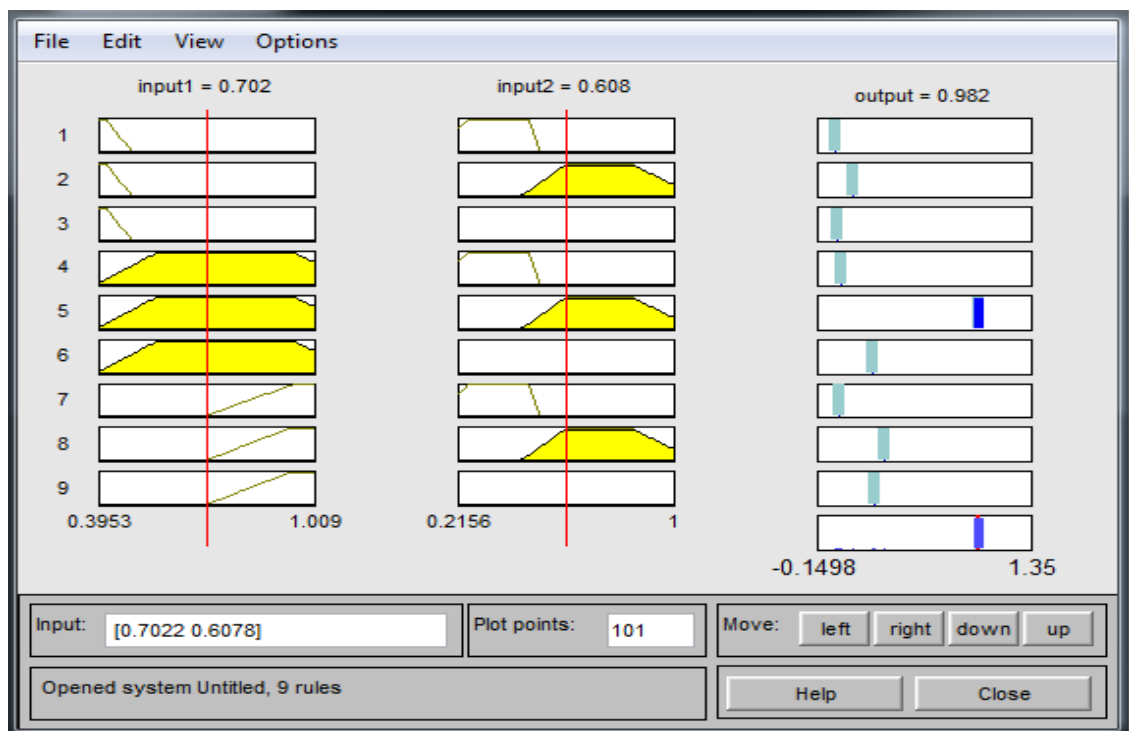 File Edit View Options
input1 = 0.702 input2 = 0.608 output = 0.982
1
2
3
4
5
6
7
8
9
0.3953 1.009 0.2156 1
-0.1498 1.35
Input: [0.7022 0.6078] Plot points: 101 Move: left right down up
Opened system Untitled, 9 rules Help Close